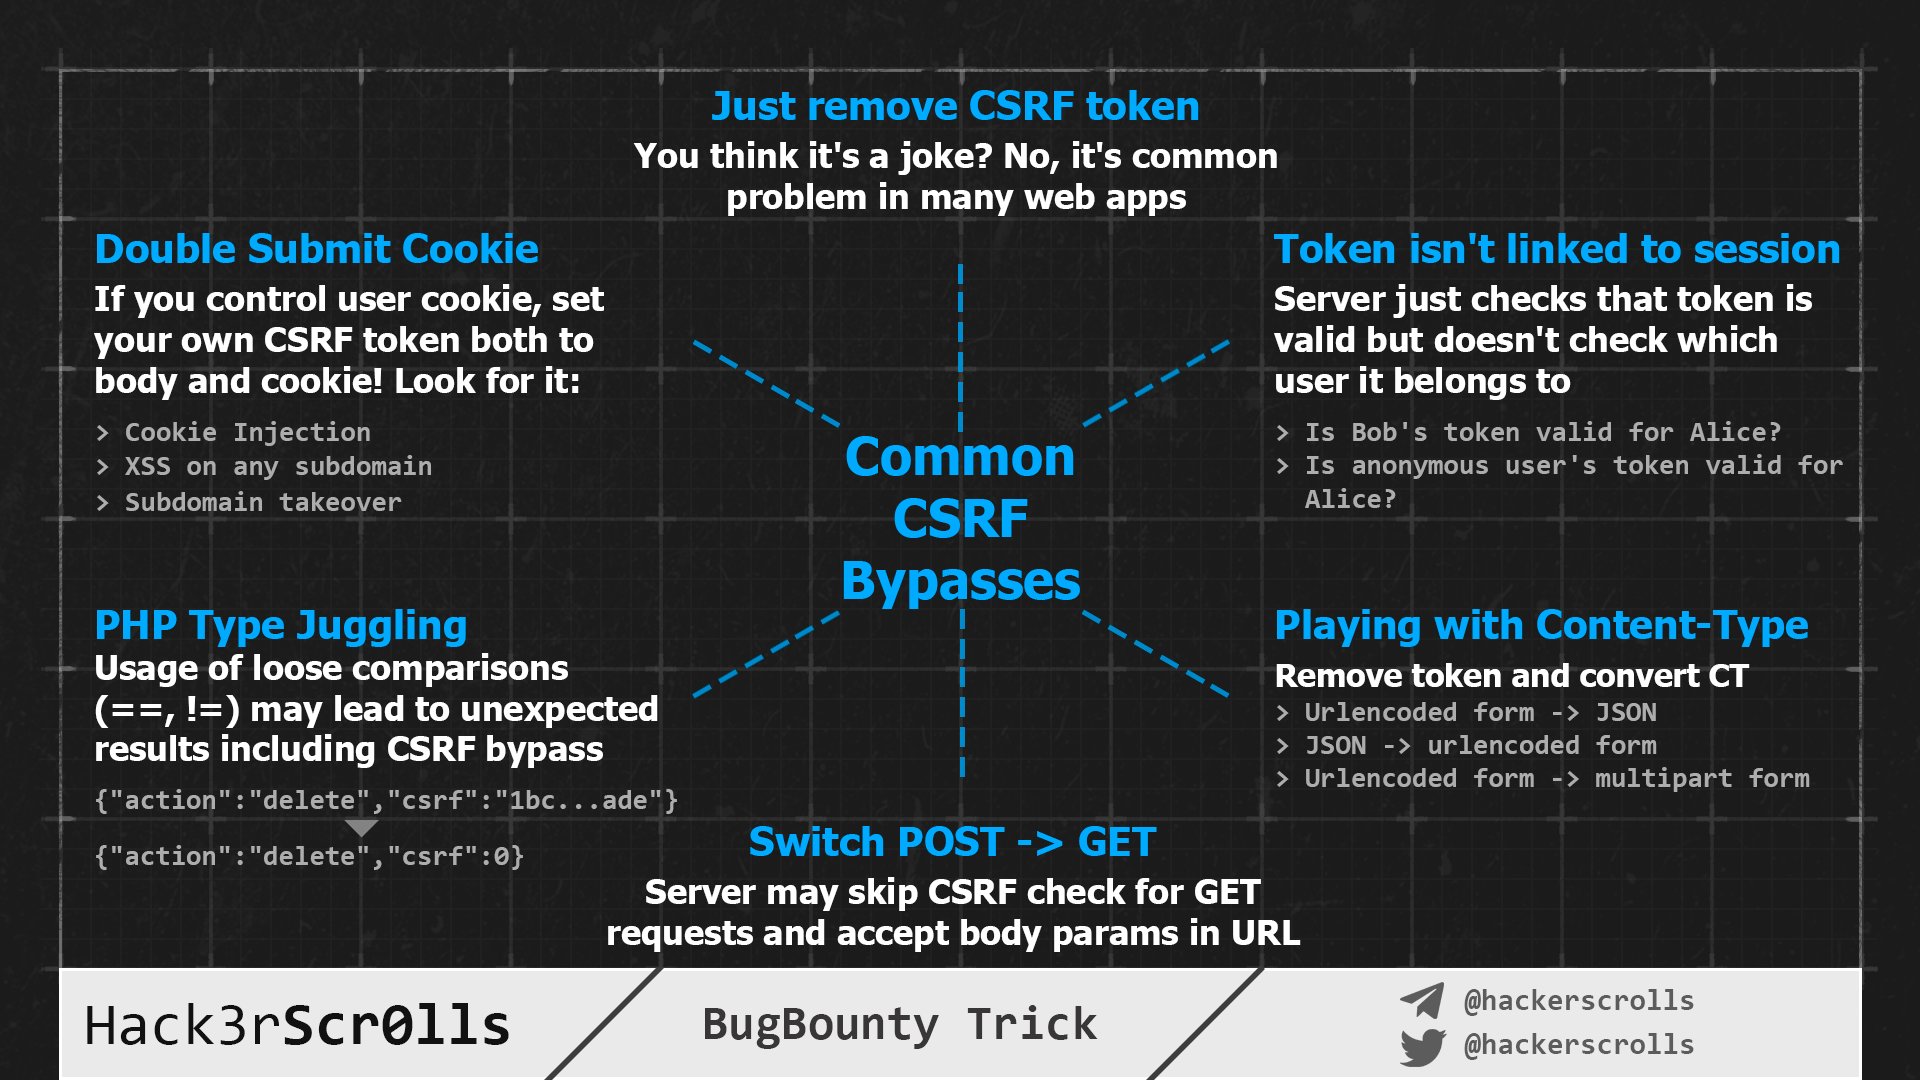 Just remove CSRF token
You think it's a joke? No, it's common
problem in many web apps
Double Submit Cookie
If you control user cookie, set
your own CSRF token both to
body and cookie! Look for it:
> Cookie Injection
> XSS on any subdomain
> Subdomain takeover
Token isn't linked to session
Server just checks that token is
valid but doesn't check which
user it belongs to
> Is Bob's token valid for Alice?
> Is anonymous user's token valid for
Alice?
Common
CSRF
Bypasses
PHP Type Juggling
Usage of loose comparisons
(==, !=) may lead to unexpected
results including CSRF bypass
{"action":"delete","csrf":"1bc...ade"}
{"action":"delete","csrf":0}
Playing with Content-Type
Remove token and convert CT
> Urlencoded form -> JSON
> JSON -> urlencoded form
> Urlencoded form -> multipart form
Switch POST -> GET
Server may skip CSRF check for GET
requests and accept body params in URL
Hack3rScr0lls
BugBounty Trick
@hackerscrolls
@hackerscrolls